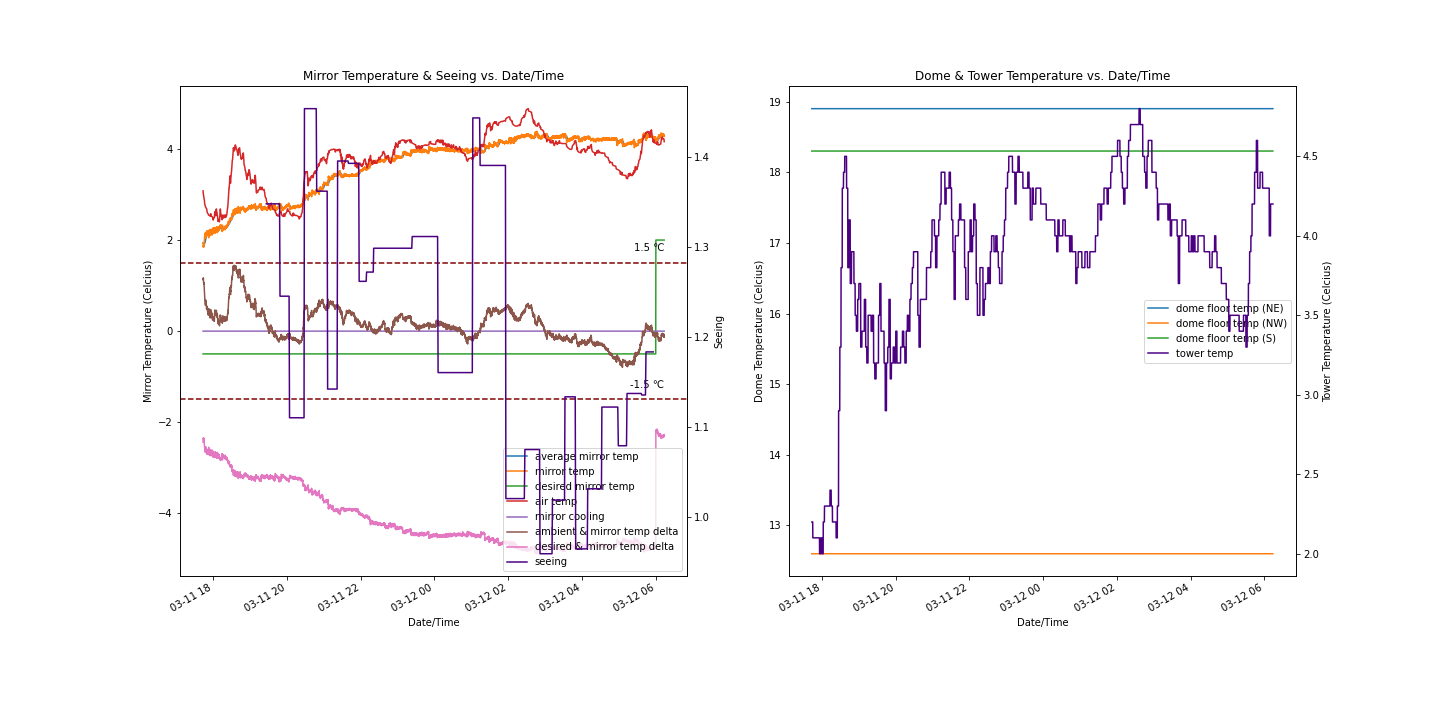 Mirror Temperature & Seeing vs. Date/Time
Mirror Temperature (Celcius)
4
2
0
−2
−4
1.5 °C
-1.5 °C
average mirror temp
mirror temp
desired mirror temp
air temp
mirror cooling
ambient & mirror temp delta
desired & mirror temp delta
seeing
1.4
1.3
1.2
1.1
1.0
Seeing
03-11 18
03-11 20
03-11 22
03-12 00
03-12 02
03-12 04
03-12 06
Date/Time
Dome & Tower Temperature vs. Date/Time
Dome Temperature (Celcius)
19
18
17
16
15
14
13
dome floor temp (NE)
dome floor temp (NW)
dome floor temp (S)
tower temp
4.5
4.0
3.5
3.0
2.5
2.0
Tower Temperature (Celcius)
03-11 18
03-11 20
03-11 22
03-12 00
03-12 02
03-12 04
03-12 06
Date/Time